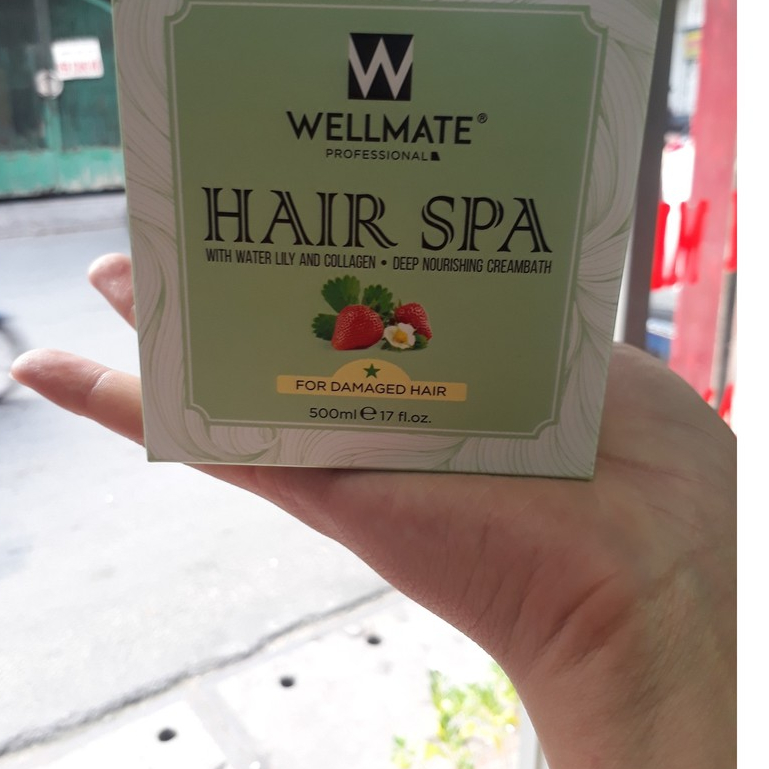 W
WELLMATE®
PROFESSIONAL
HAIR SPA
WITH WATER LILY AND COLLAGEN • DEEP NOURISHING CREAMBATH
FOR DAMAGED HAIR
500ml ℮ 17 fl.oz.